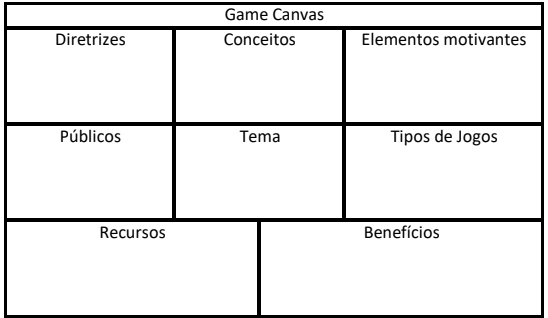 Game Canvas
Diretrizes
Conceitos
Elementos motivantes
Públicos
Tema
Tipos de Jogos
Recursos
Benefícios